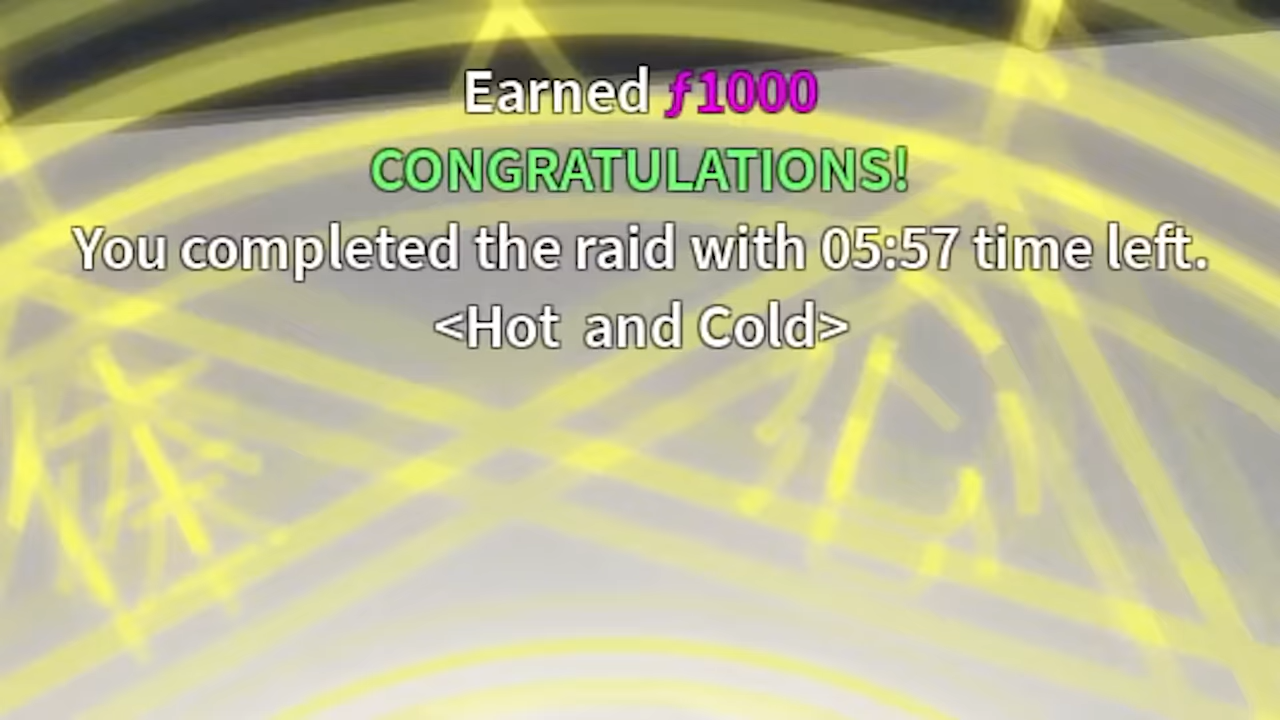 Earned ƒ1000
CONGRATULATIONS!
You completed the raid with 05:57 time left.
<Hot  and Cold>